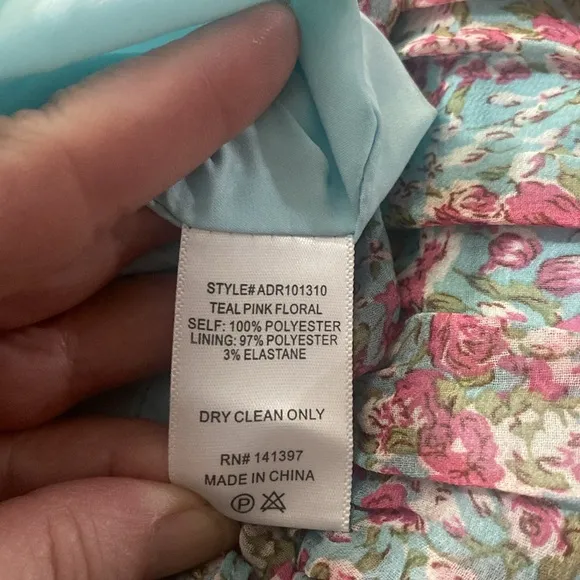 STYLE#ADR101310
TEAL PINK FLORAL
SELF: 100% POLYESTER
LINING: 97% POLYESTER
3% ELASTANE
DRY CLEAN ONLY
RN# 141397
MADE IN CHINA
P